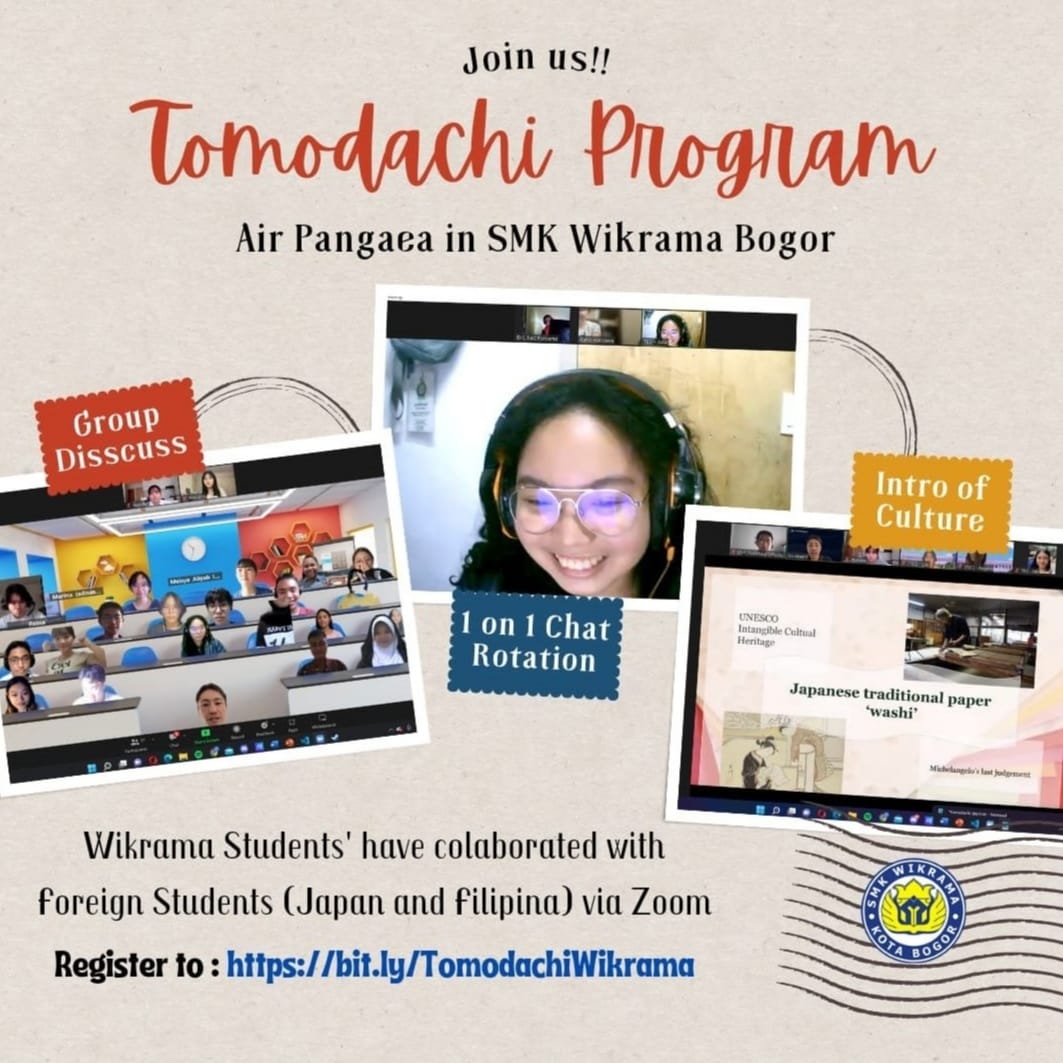 Join us!!
Tomodachi Program
Air Pangaea in SMK Wikrama Bogor
Group
Disscuss
1 on 1 Chat
Rotation
Intro of
Culture
UNESCO
Intangible Cultual
Heritage
Japanese traditional paper
'washi'
Michelangelo's last judgement
Wikrama Students' have colaborated with
foreign Students (Japan and filipina) via Zoom
Register to : https://bit.ly/TomodachiWikrama
SMK WIKRAMA
KOTA BOGOR